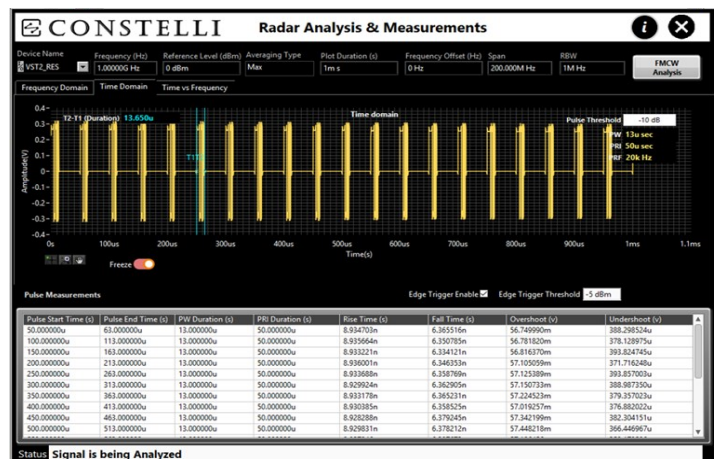 CONSTELLI Radar Analysis & Measurements i
Device Name Frequency (Hz) Reference Level (dBm) Averaging Type Plot Duration (s) Frequency Offset (Hz) Span RBW
VST2_RES 1.00000G Hz 0 dBm Max 1m s 0 Hz 200.000M Hz 1M Hz
FMCW
Analysis
Frequency Domain Time Domain Time vs Frequency
Time domain
T2-T1 (Duration) 13.650u
Pulse Threshold -10 dB
PW 13u sec
PRI 50u sec
PRF 20k Hz
T1
Amplitude(V)
0.4
0.3
0.2
0.1
0
-0.1
-0.2
-0.3
-0.4
0s 100us 200us 300us 400us 500us 600us 700us 800us 900us 1ms 1.1ms
Time(s)
Freeze
Pulse Measurements Edge Trigger Enable Edge Trigger Threshold -5 dBm
Pulse Start Time (s) Pulse End Time (s) PW Duration (s) PRI Duration (s) Rise Time (s) Fall Time (s) Overshoot (v) Undershoot (v)
50.000000u 63.000000u 13.000000u 50.000000u 8.934703n 6.365516n 56.749990m 388.298524u
100.000000u 113.000000u 13.000000u 50.000000u 8.935664n 6.350785n 56.781820m 378.128975u
150.000000u 163.000000u 13.000000u 50.000000u 8.933221n 6.334121n 56.816370m 393.824745u
200.000000u 213.000000u 13.000000u 50.000000u 8.936001n 6.346353n 57.105059m 371.716248u
250.000000u 263.000000u 13.000000u 50.000000u 8.933688n 6.358769n 57.125389m 393.857003u
300.000000u 313.000000u 13.000000u 50.000000u 8.929924n 6.362905n 57.150733m 388.987350u
350.000000u 363.000000u 13.000000u 50.000000u 8.933178n 6.365231n 57.224523m 379.357023u
400.000000u 413.000000u 13.000000u 50.000000u 8.930385n 6.358525n 57.019257m 376.882022u
450.000000u 463.000000u 13.000000u 50.000000u 8.928288n 6.379245n 57.342199m 382.304151u
500.000000u 513.000000u 13.000000u 50.000000u 8.929831n 6.378212n 57.448218m 366.446967u
Status Signal is being Analyzed